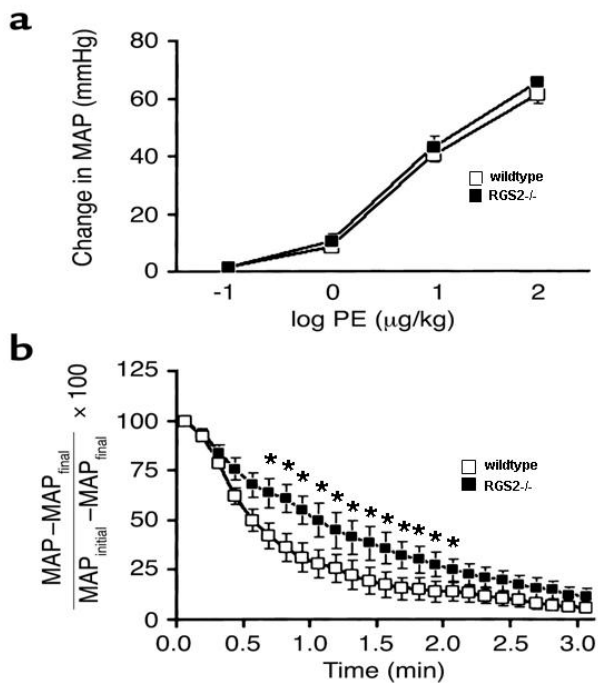 a
Change in MAP (mmHg)
80
60
40
20
0
wildtype
RGS2-/-
-1
0
1
2
log PE (μg/kg)
b
MAP–MAPfinal
MAPinitial–MAPfinal
× 100
125
100
75
50
25
0
* * * * * * * * * * * *
wildtype
RGS2-/-
0.0
0.5
1.0
1.5
2.0
2.5
3.0
Time (min)